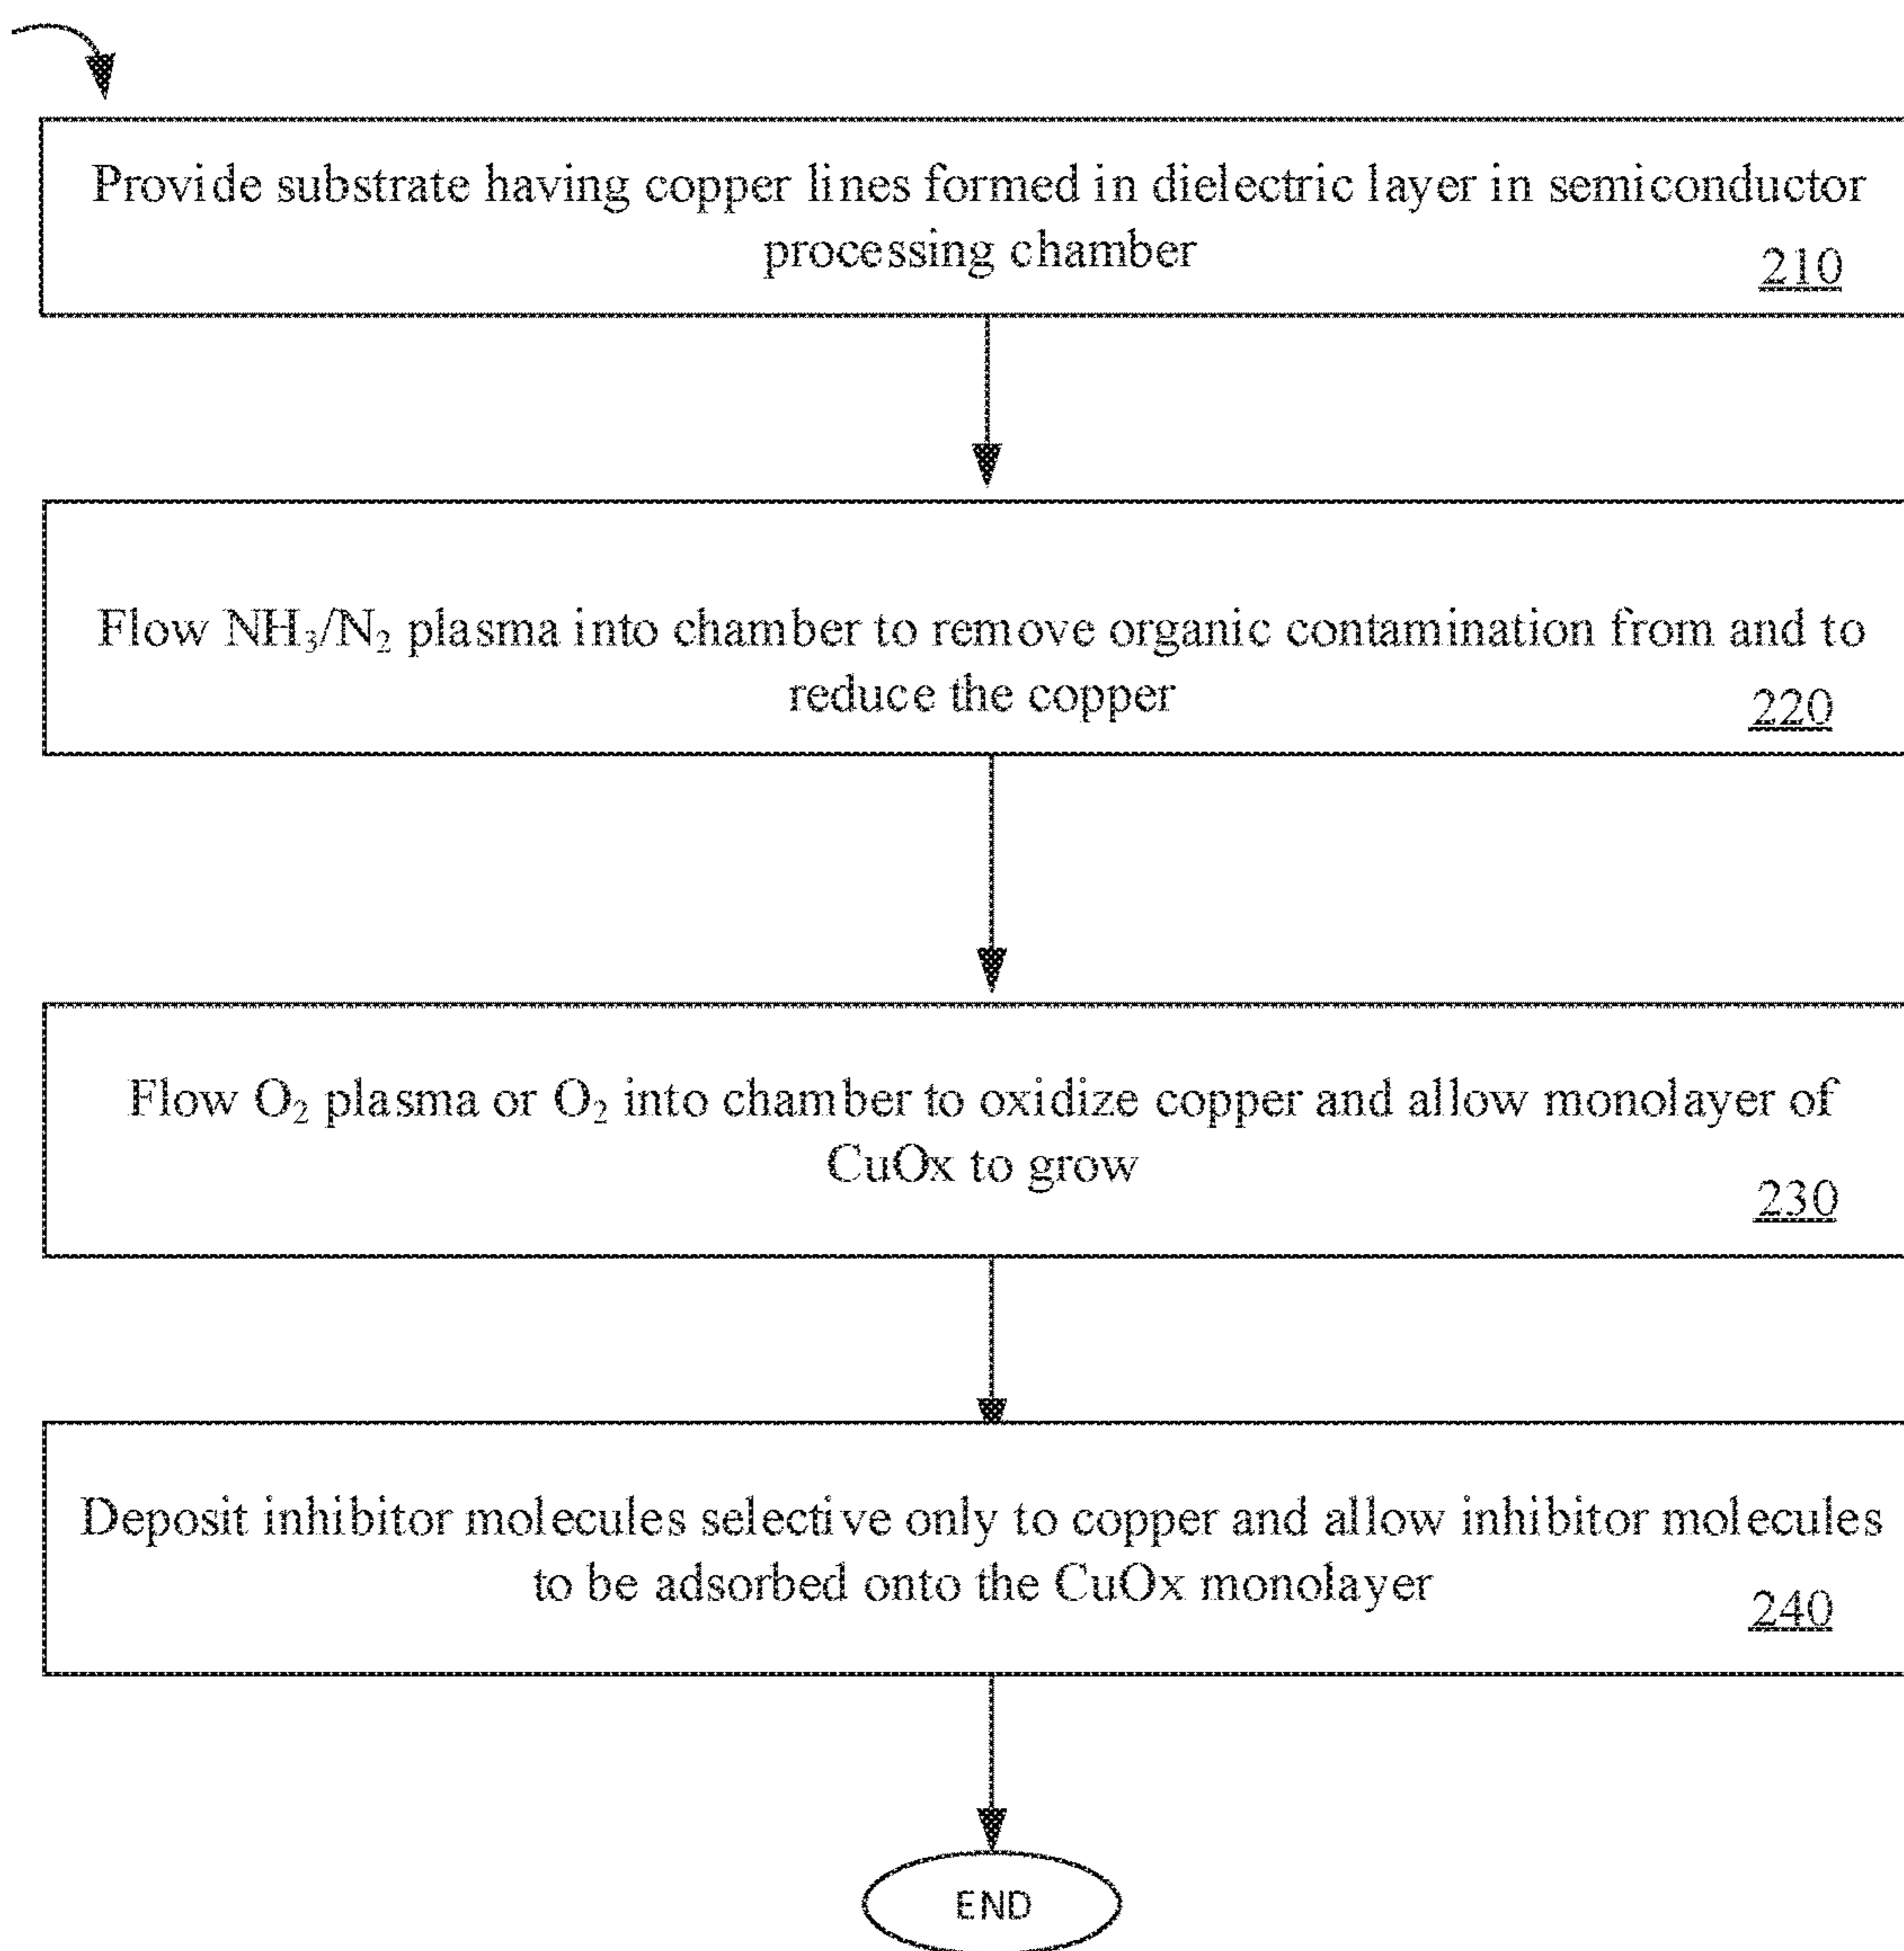 Provide substrate having copper lines formed in dielectric layer in semiconductor
processing chamber
210
Flow NH₃/N₂ plasma into chamber to remove organic contamination from and to
reduce the copper
220
Flow O₂ plasma or O₂ into chamber to oxidize copper and allow monolayer of
CuOx to grow
230
Deposit inhibitor molecules selective only to copper and allow inhibitor molecules
to be adsorbed onto the CuOx monolayer
240
END